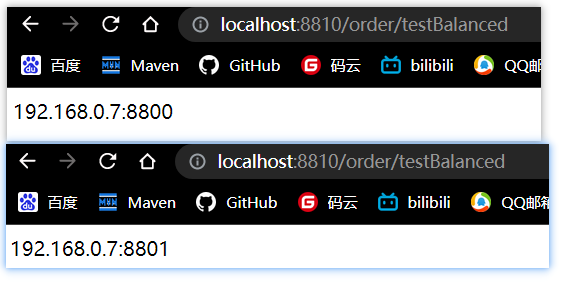 localhost:8810/order/testBalanced
百度 Maven GitHub 码云 bilibili QQ邮
192.168.0.7:8800
localhost:8810/order/testBalanced
百度 Maven GitHub 码云 bilibili QQ邮箱
192.168.0.7:8801